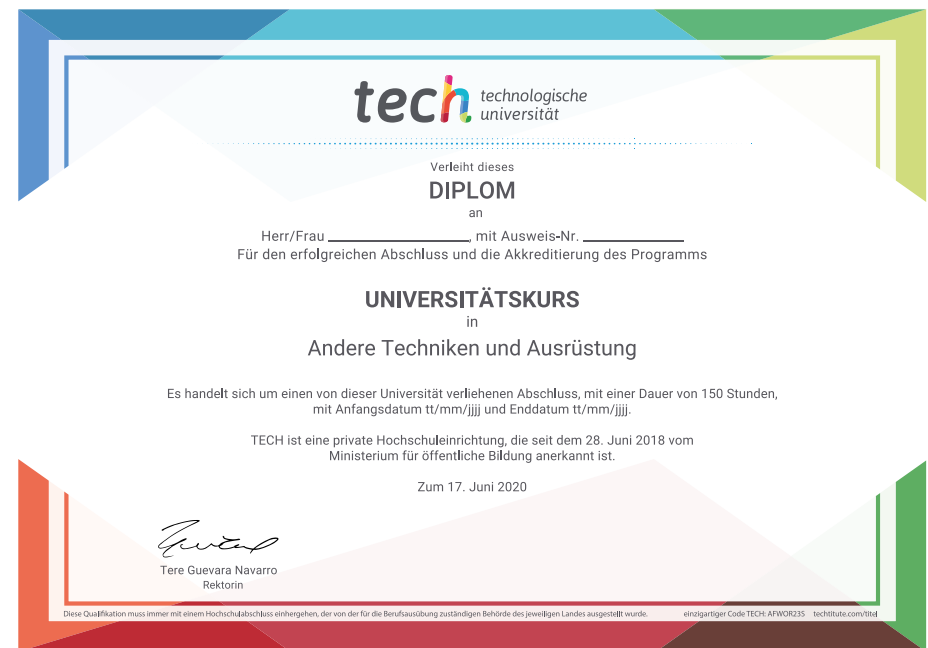 tech technologische
universität
Verleiht dieses
DIPLOM
an
Herr/Frau ____________, mit Ausweis-Nr. ____________
Für den erfolgreichen Abschluss und die Akkreditierung des Programms
UNIVERSITÄTSKURS
in
Andere Techniken und Ausrüstung
Es handelt sich um einen von dieser Universität verliehenen Abschluss, mit einer Dauer von 150 Stunden,
mit Anfangsdatum tt/mm/jjjj und Enddatum tt/mm/jjjj.
TECH ist eine private Hochschuleinrichtung, die seit dem 28. Juni 2018 vom
Ministerium für öffentliche Bildung anerkannt ist.
Zum 17. Juni 2020
Tere Guevara Navarro
Rektorin
Diese Qualifikation muss immer mit einem Hochschulabschluss einhergehen, der von der für die Berufsausübung zuständigen Behörde des jeweiligen Landes ausgestellt wurde. einzigartiger Code TECH: AFWOR23S techtitute.com/titel